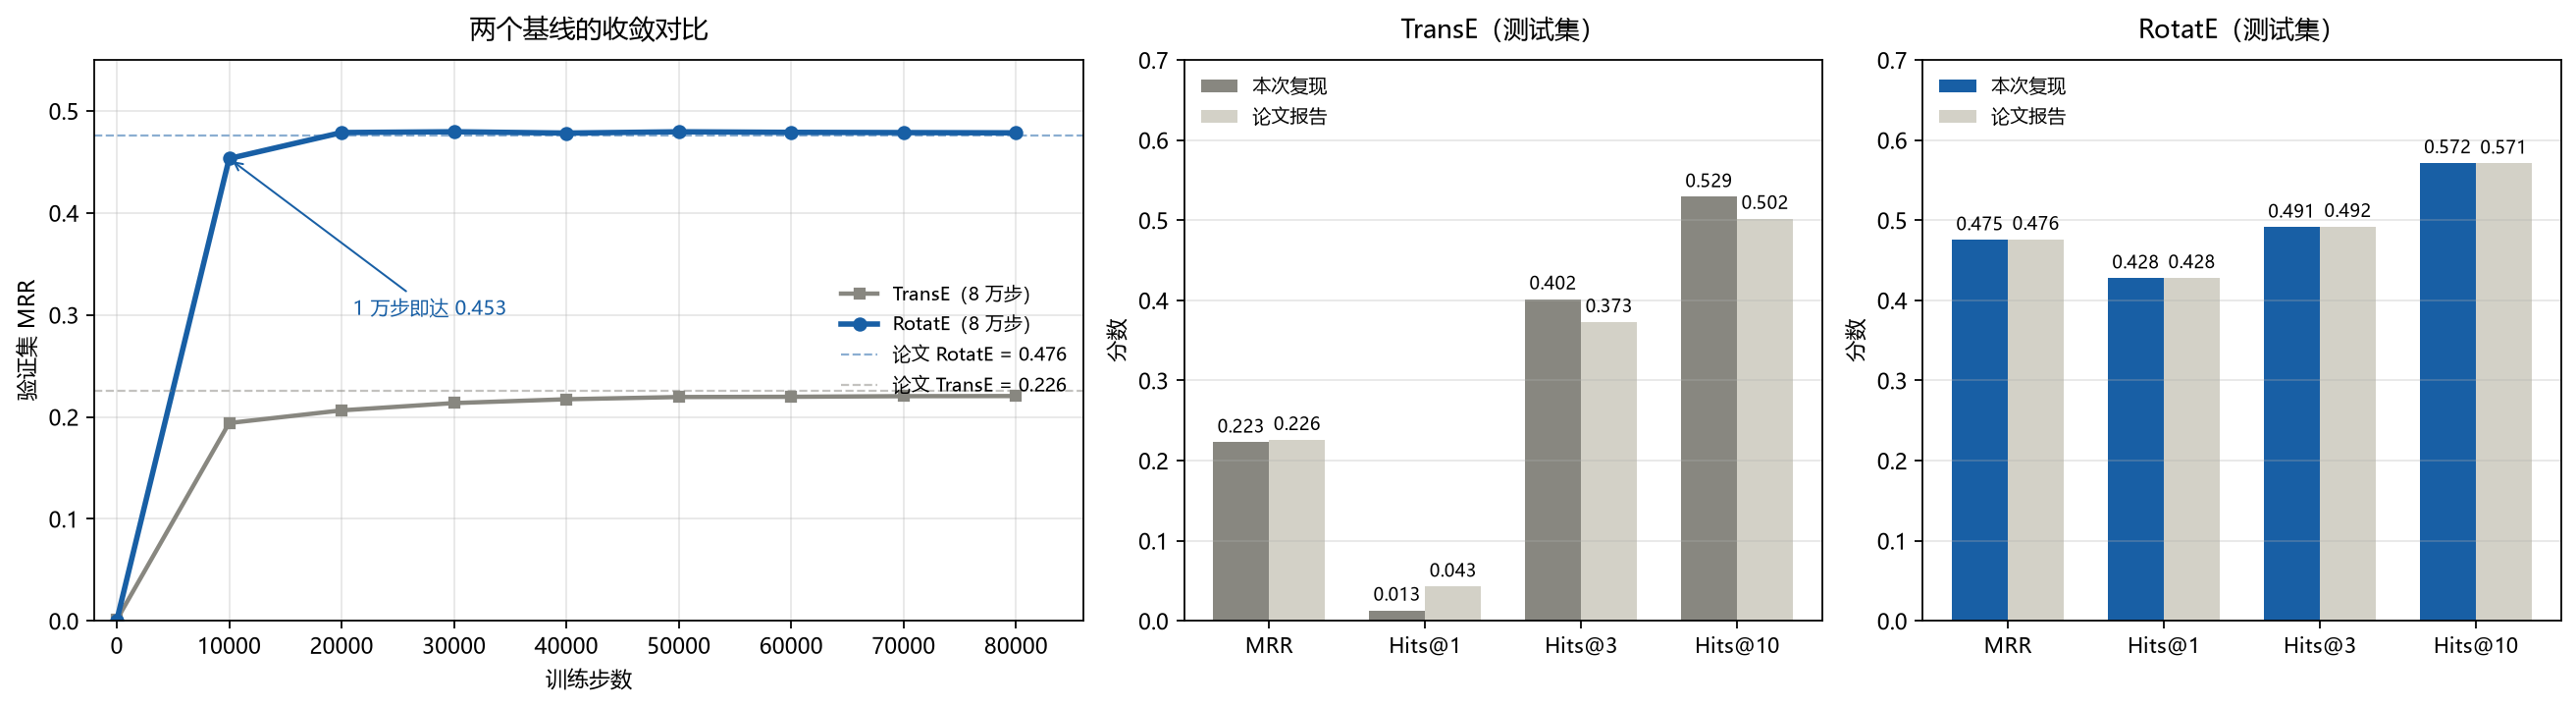 两个基线的收敛对比
验证集 MRR
0.5
0.4
0.3
0.2
0.1
0.0
1 万步即达 0.453
TransE（8 万步）
RotatE（8 万步）
论文 RotatE = 0.476
论文 TransE = 0.226
0
10000
20000
30000
40000
50000
60000
70000
80000
训练步数
TransE（测试集）
分数
0.7
0.6
0.5
0.4
0.3
0.2
0.1
0.0
本次复现
论文报告
0.223
0.226
0.013
0.043
0.402
0.373
0.529
0.502
MRR
Hits@1
Hits@3
Hits@10
RotatE（测试集）
分数
0.7
0.6
0.5
0.4
0.3
0.2
0.1
0.0
本次复现
论文报告
0.475
0.476
0.428
0.428
0.491
0.492
0.572
0.571
MRR
Hits@1
Hits@3
Hits@10